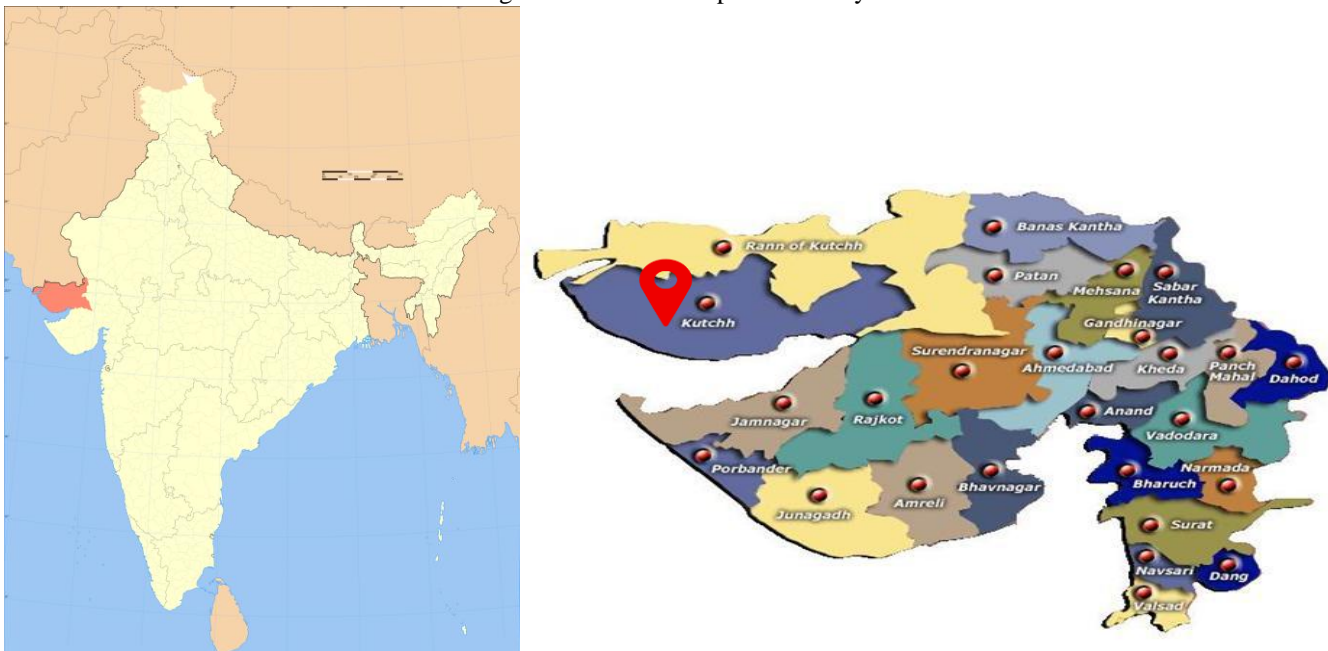 Rann of Kutchh
Banas Kantha
Patan
Mehsana
Sabar
Kantha
Kutchh
Gandhinagar
Surendranagar
Ahmedabad
Kheda
Panch
Mahal
Dahod
Jamnagar
Rajkot
Anand
Vadodara
Porbander
Bhavnagar
Bharuch
Narmada
Junagadh
Amreli
Surat
Navsari
Dang
Valsad